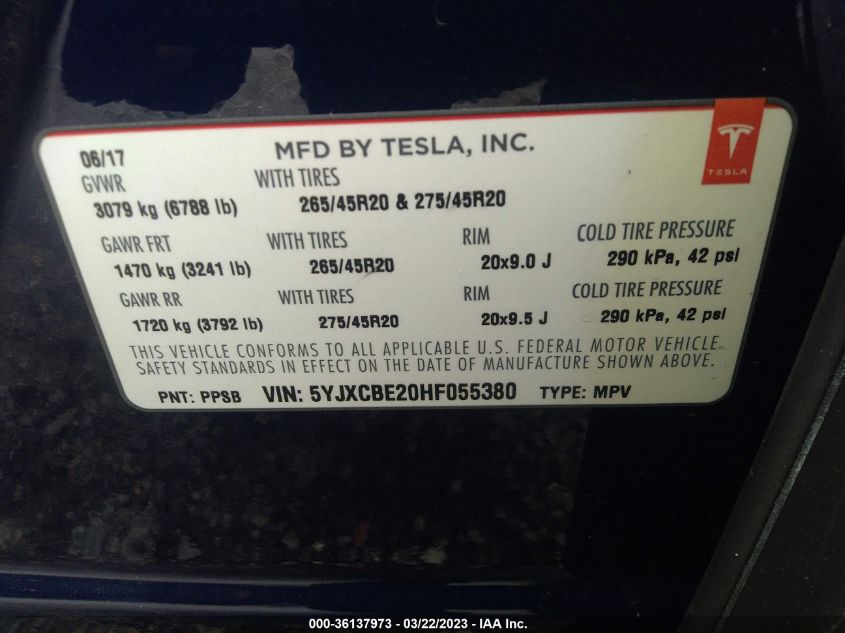 06/17 MFD BY TESLA, INC.
TESLA
GVWR WITH TIRES
3079 kg (6788 lb) 265/45R20 & 275/45R20
GAWR FRT WITH TIRES RIM COLD TIRE PRESSURE
1470 kg (3241 lb) 265/45R20 20x9.0 J 290 kPa, 42 psi
GAWR RR WITH TIRES RIM COLD TIRE PRESSURE
1720 kg (3792 lb) 275/45R20 20x9.5 J 290 kPa, 42 psi
THIS VEHICLE CONFORMS TO ALL APPLICABLE U.S. FEDERAL MOTOR VEHICLE
SAFETY STANDARDS IN EFFECT ON THE DATE OF MANUFACTURE SHOWN ABOVE.
PNT: PPSB VIN: 5YJXCBE20HF055380 TYPE: MPV
000-36137973 - 03/22/2023 - IAA Inc.